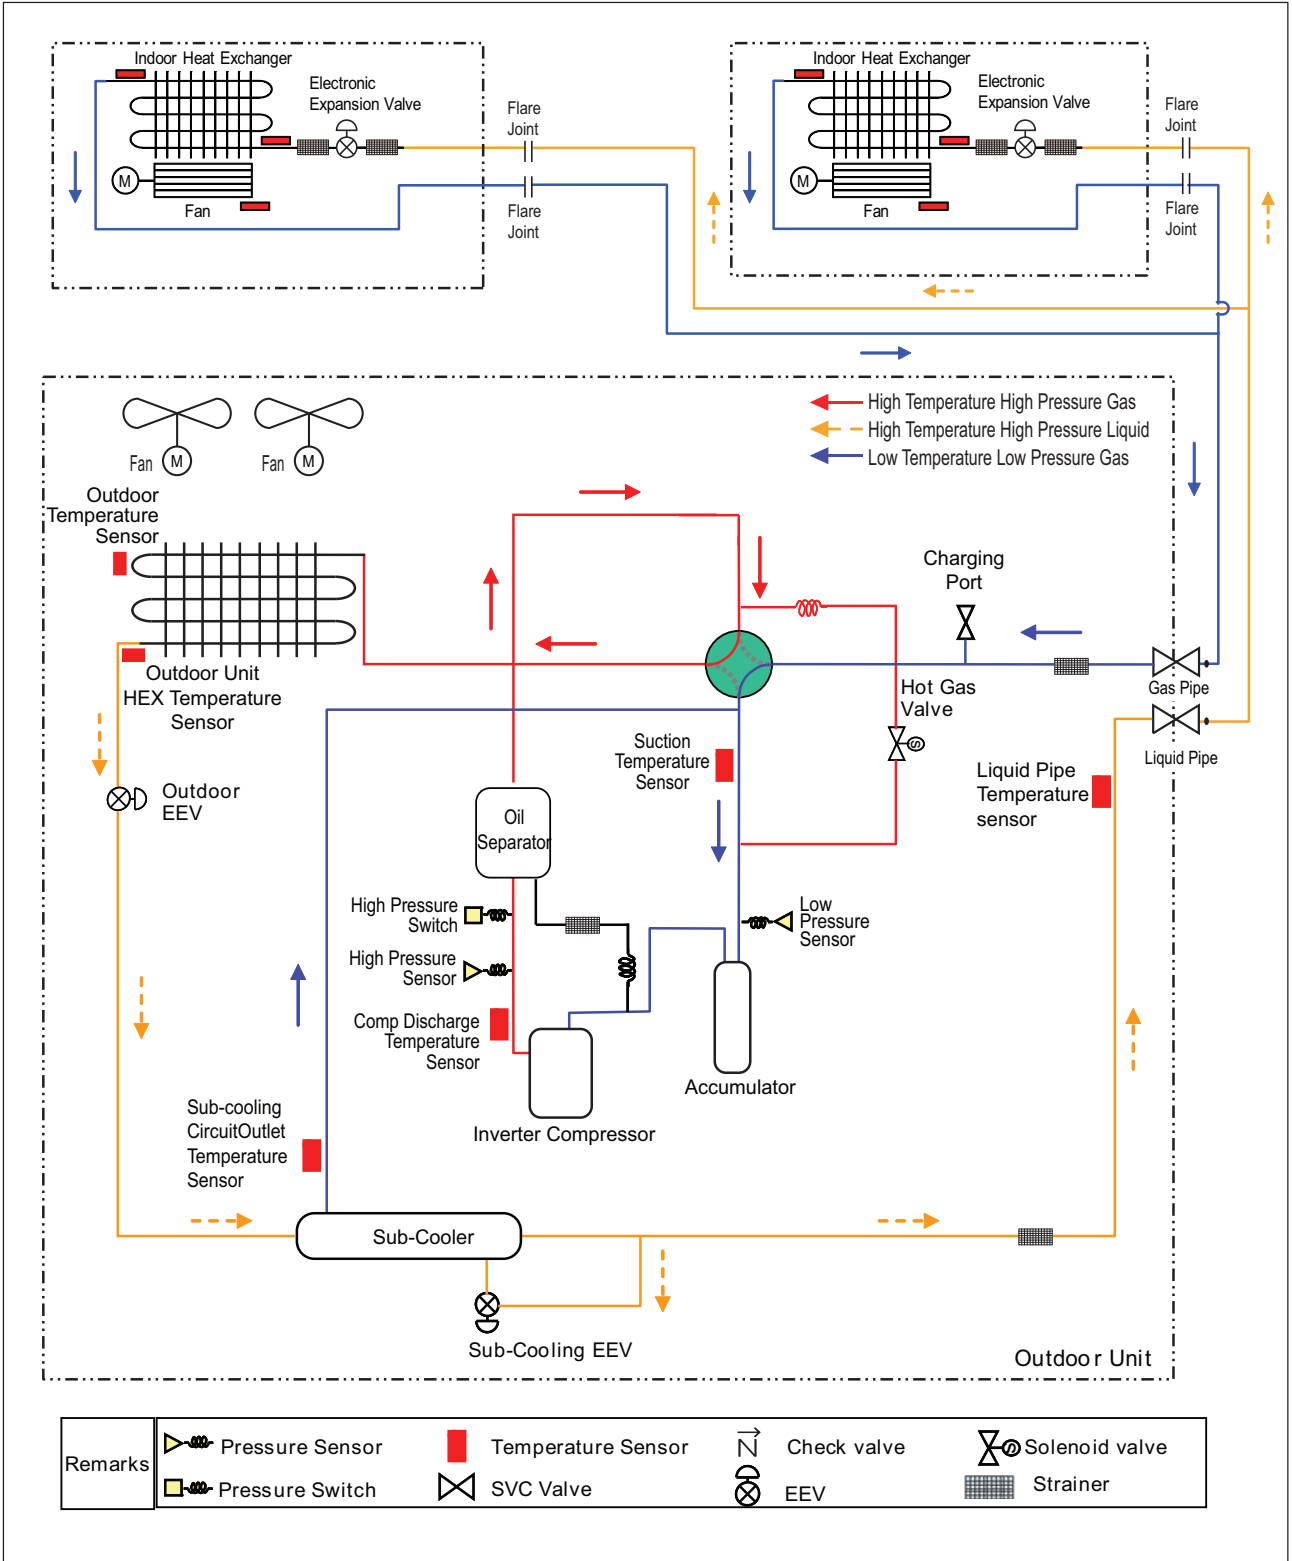 Indoor Heat Exchanger
Electronic
Expansion Valve
Flare
Joint
M
Fan
Flare
Joint
Indoor Heat Exchanger
Electronic
Expansion Valve
Flare
Joint
M
Fan
Flare
Joint
High Temperature High Pressure Gas
High Temperature High Pressure Liquid
Low Temperature Low Pressure Gas
Fan
M
Fan
M
Outdoor
Temperature
Sensor
Charging
Port
Outdoor Unit
HEX Temperature
Sensor
Gas Pipe
Hot Gas
Valve
S
Suction
Temperature
Sensor
Liquid Pipe
Liquid Pipe
Temperature
sensor
Outdoor
EEV
Oil
Separator
High Pressure
Switch
Low
Pressure
Sensor
High Pressure
Sensor
Comp Discharge
Temperature
Sensor
Accumulator
Inverter Compressor
Sub-cooling
CircuitOutlet
Temperature
Sensor
Sub-Cooler
Sub-Cooling EEV
Outdoor Unit
Remarks
Pressure Sensor
Temperature Sensor
Check valve
S
Solenoid valve
Pressure Switch
SVC Valve
EEV
Strainer